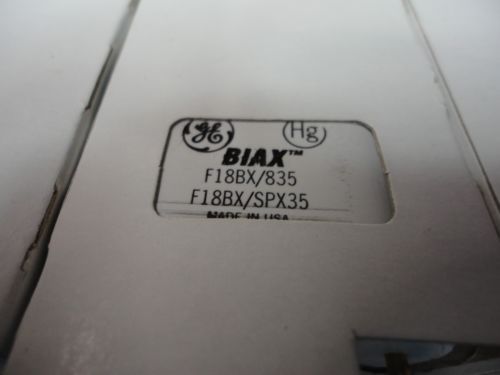 GE Hg
BIAX™
F18BX/835
F18BX/SPX35
MADE IN USA